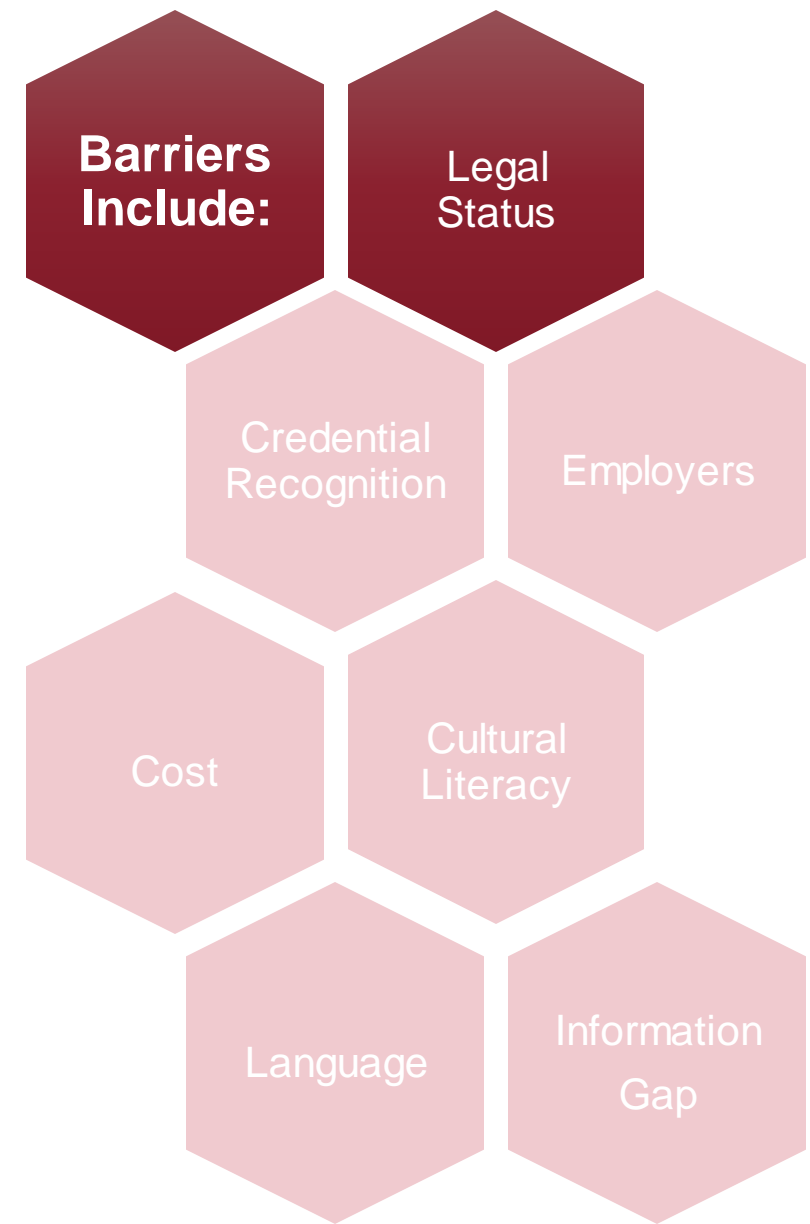 Barriers
Include:
Legal
Status
Credential
Recognition
Employers
Cost
Cultural
Literacy
Language
Information
Gap